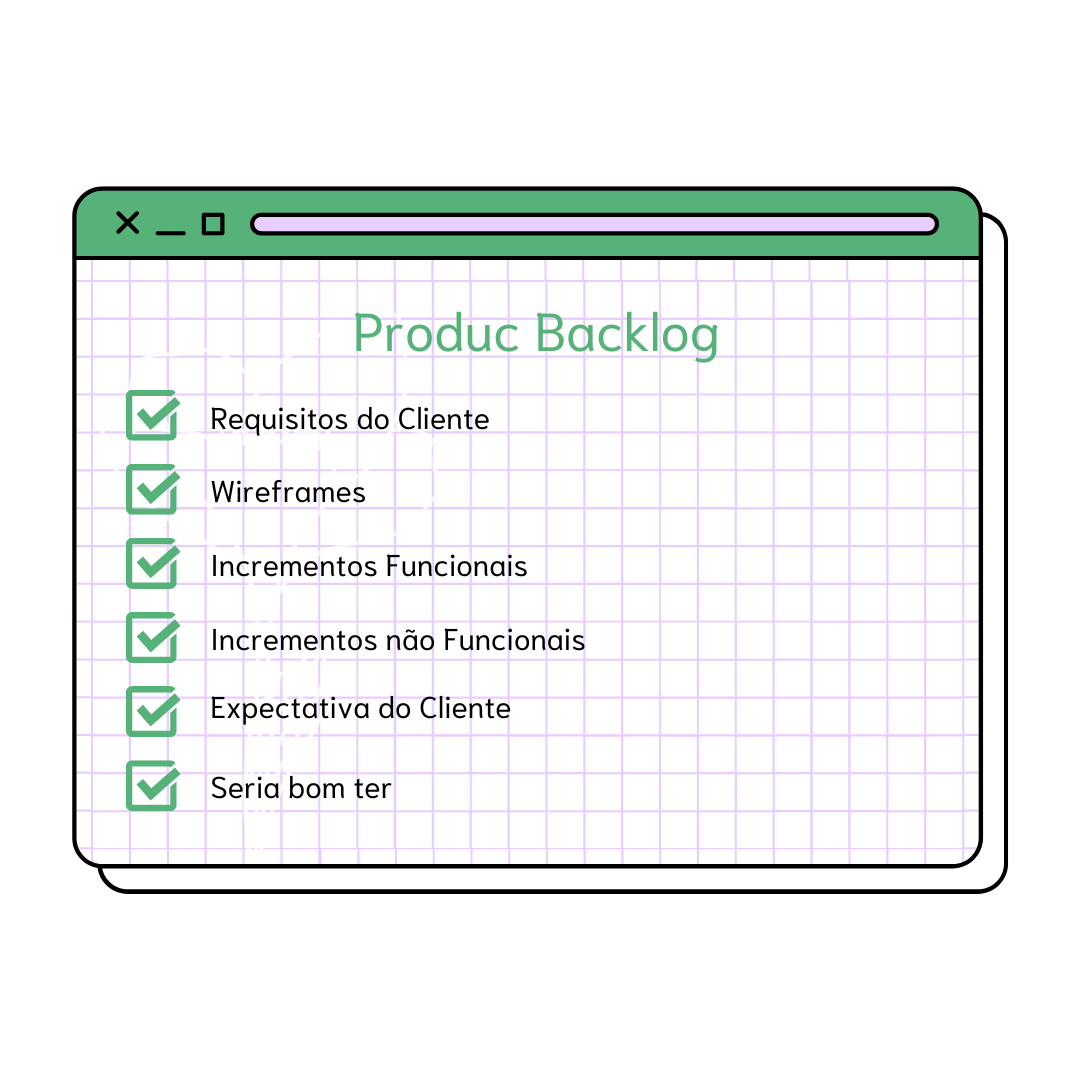 Produc Backlog
Requisitos do Cliente
Wireframes
Incrementos Funcionais
Incrementos não Funcionais
Expectativa do Cliente
Seria bom ter